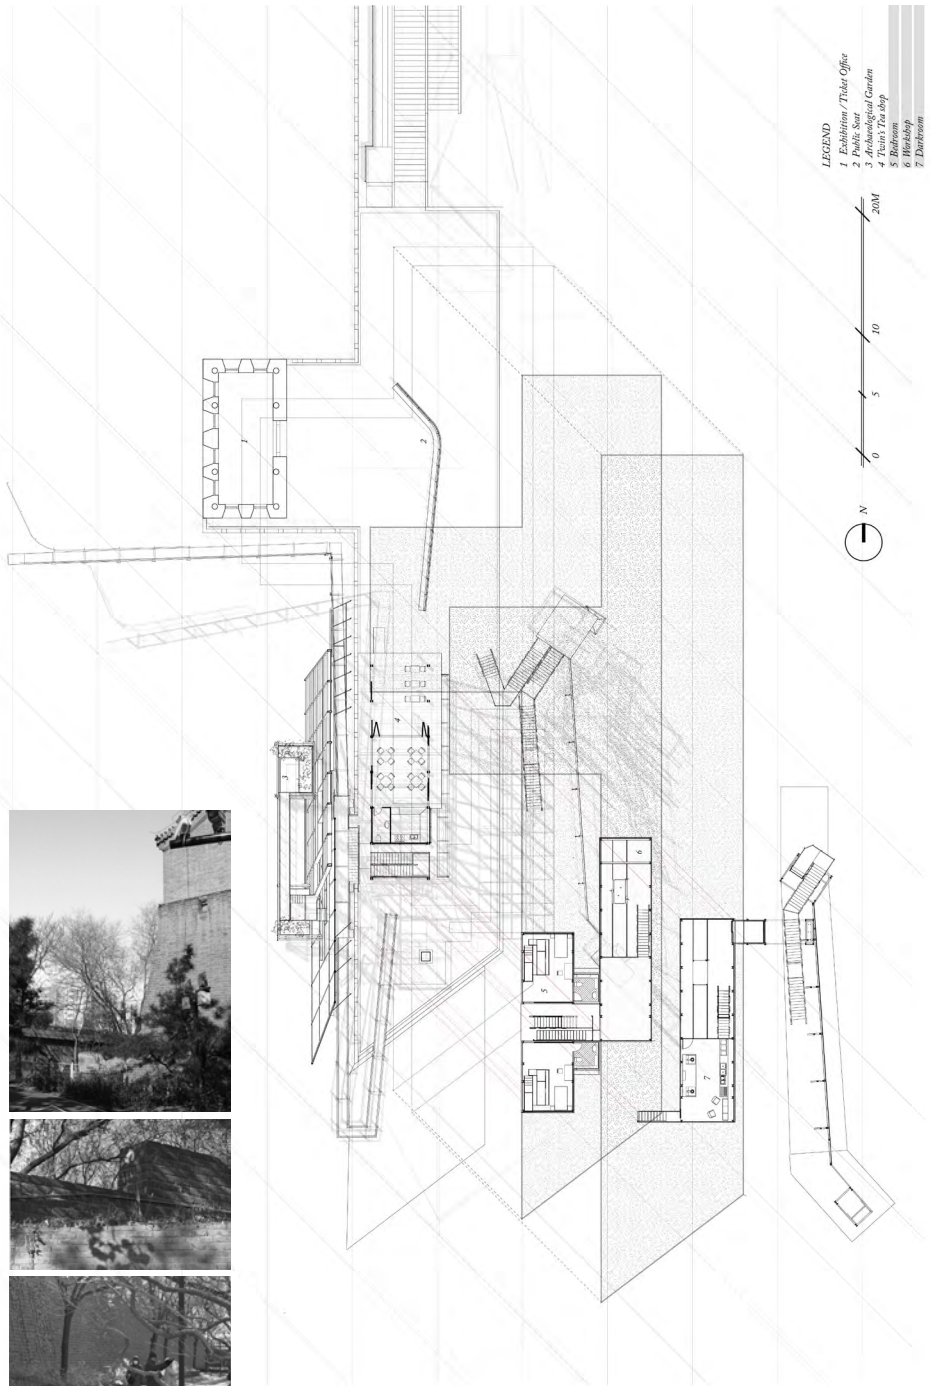 LEGEND
1 Exhibition / Ticket Office
2 Public Seat
3 Archaeological Garden
4 Twin's Tea shop
5 Bedroom
6 Workshop
7 Darkroom
0 5 10 20M
N
1
2
3
4
5
6
7